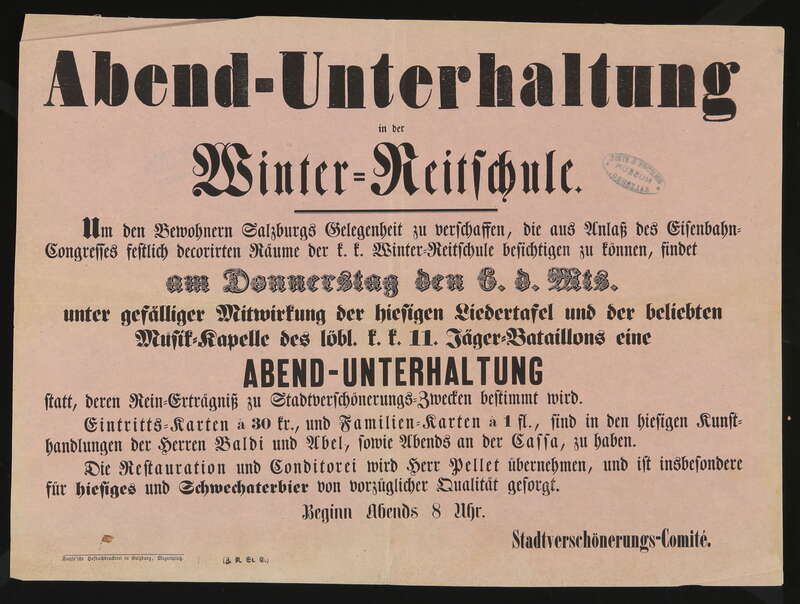 Abend-Unterhaltung
in der
Winter-Reitschule.
Um den Bewohnern Salzburgs Gelegenheit zu verschaffen, die aus Anlaß des Eisenbahn-
Congresses festlich decorirten Räume der k. k. Winter-Reitschule besichtigen zu können, findet
am Donnerstag den 6. d. Mts.
unter gefälliger Mitwirkung der hiesigen Liedertafel und der beliebten
Musik-Kapelle des löbl. k. k. 11. Jäger-Bataillons eine
ABEND-UNTERHALTUNG
statt, deren Rein-Erträgniß zu Stadtverschönerungs-Zwecken bestimmt wird.
Eintritts-Karten à 30 kr., und Familien-Karten à 1 fl., sind in den hiesigen Kunst-
handlungen der Herren Baldi und Abel, sowie Abends an der Cassa, zu haben.
Die Restauration und Conditorei wird Herr Pellet übernehmen, und ist insbesondere
für hiesiges und Schwechaterbier von vorzüglicher Qualität gesorgt.
Beginn Abends 8 Uhr.
Stadtverschönerungs-Comité.
Hofbuchdruckerei in Salzburg,
MUSEUM